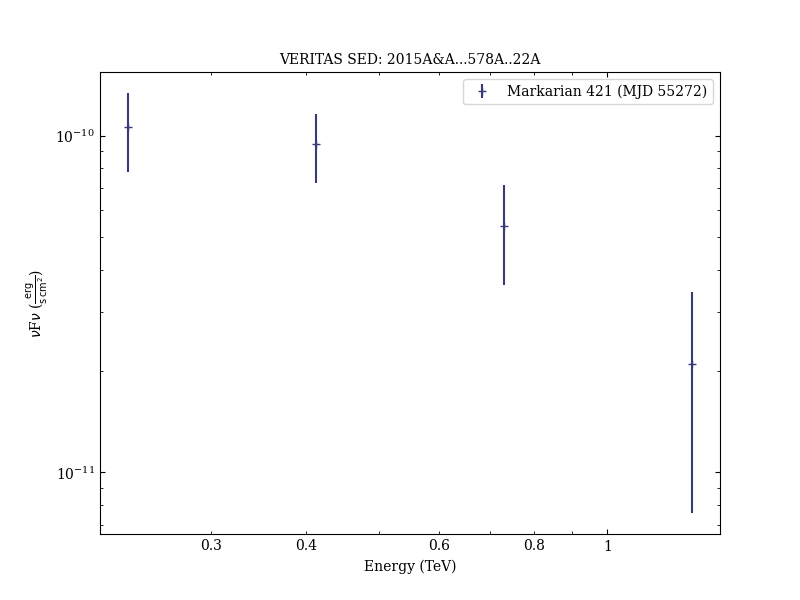 VERITAS SED: 2015A&A...578A..22A
Markarian 421 (MJD 55272)
10⁻¹⁰
10⁻¹¹
νFν (erg / s cm²)
0.3 0.4 0.6 0.8 1
Energy (TeV)